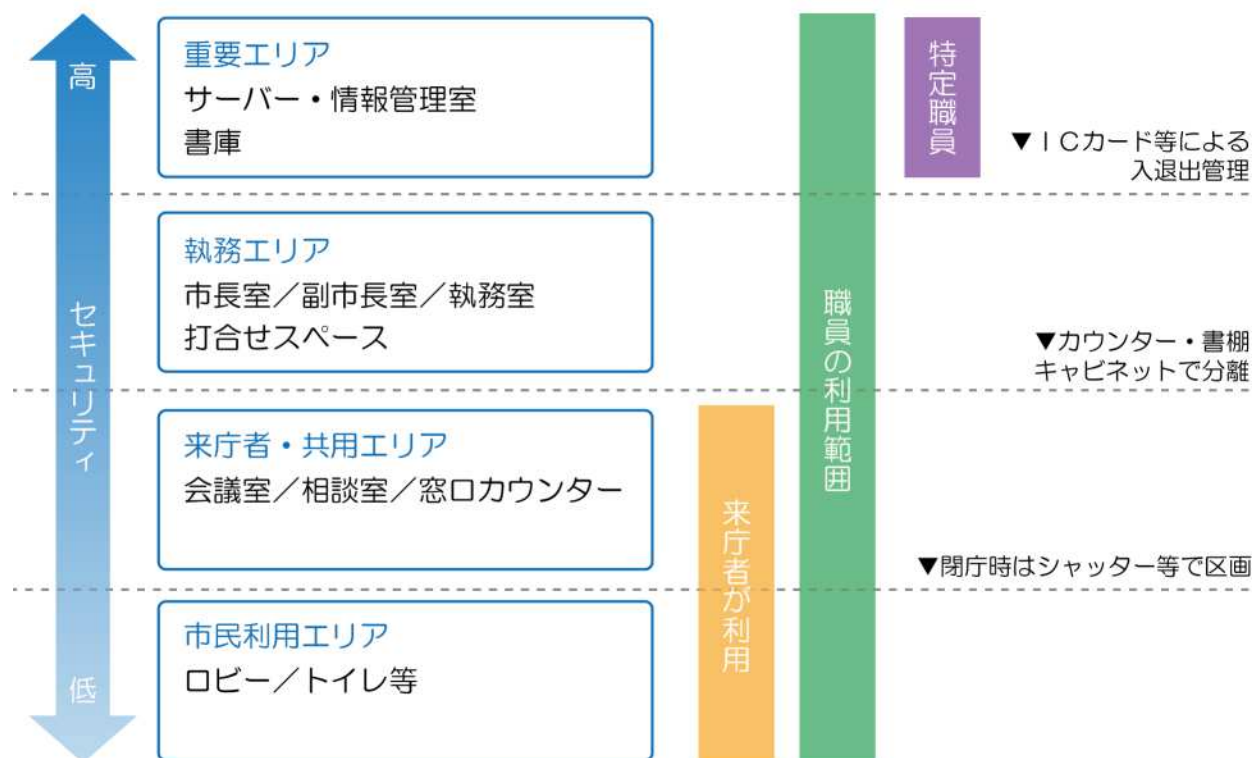 高
セキュリティ
低
重要エリア
サーバー・情報管理室
書庫
執務エリア
市長室／副市長室／執務室
打合せスペース
来庁者・共用エリア
会議室／相談室／窓口カウンター
市民利用エリア
ロビー／トイレ等
来庁者が利用
職員の利用範囲
特定職員
▼ＩＣカード等による
入退出管理
▼カウンター・書棚
キャビネットで分離
▼閉庁時はシャッター等で区画